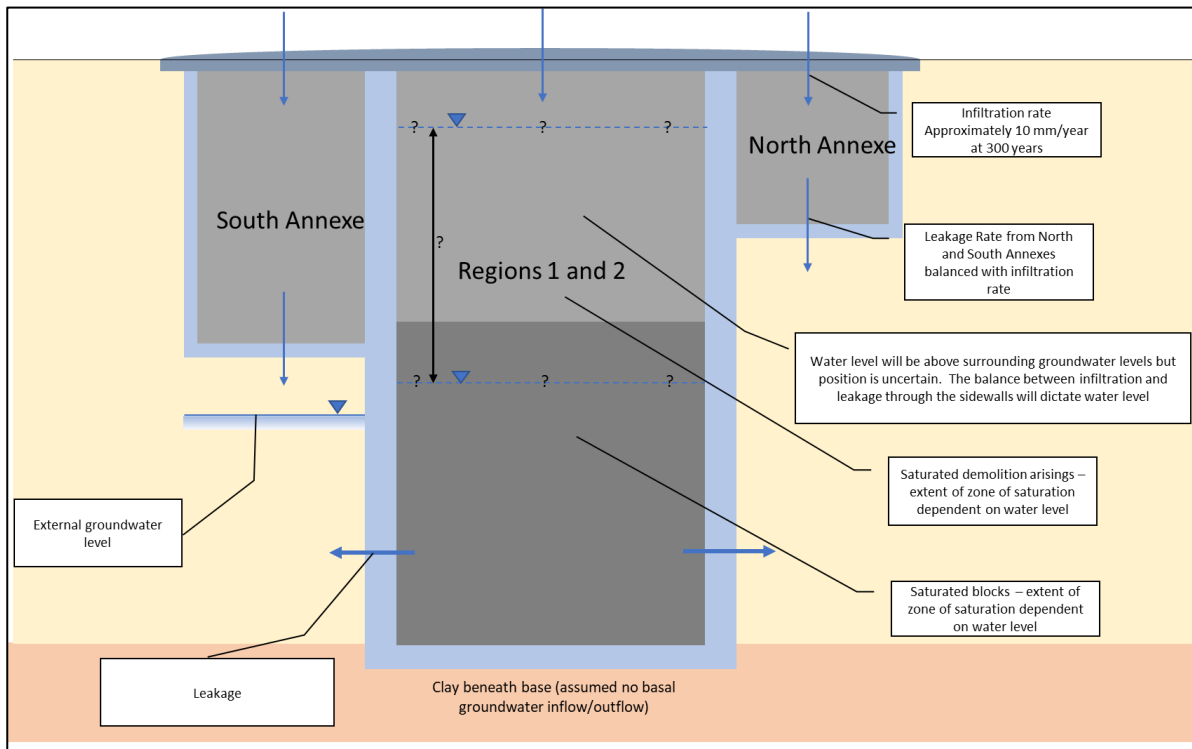 Infiltration rate
Approximately 10 mm/year
at 300 years
?
?
?
North Annexe
South Annexe
Leakage Rate from North
and South Annexes
balanced with infiltration
rate
?
Regions 1 and 2
Water level will be above surrounding groundwater levels but
position is uncertain.  The balance between infiltration and
leakage through the sidewalls will dictate water level
?
?
?
Saturated demolition arisings –
extent of zone of saturation
dependent on water level
External groundwater
level
Saturated blocks – extent of
zone of saturation dependent
on water level
Leakage
Clay beneath base (assumed no basal
groundwater inflow/outflow)